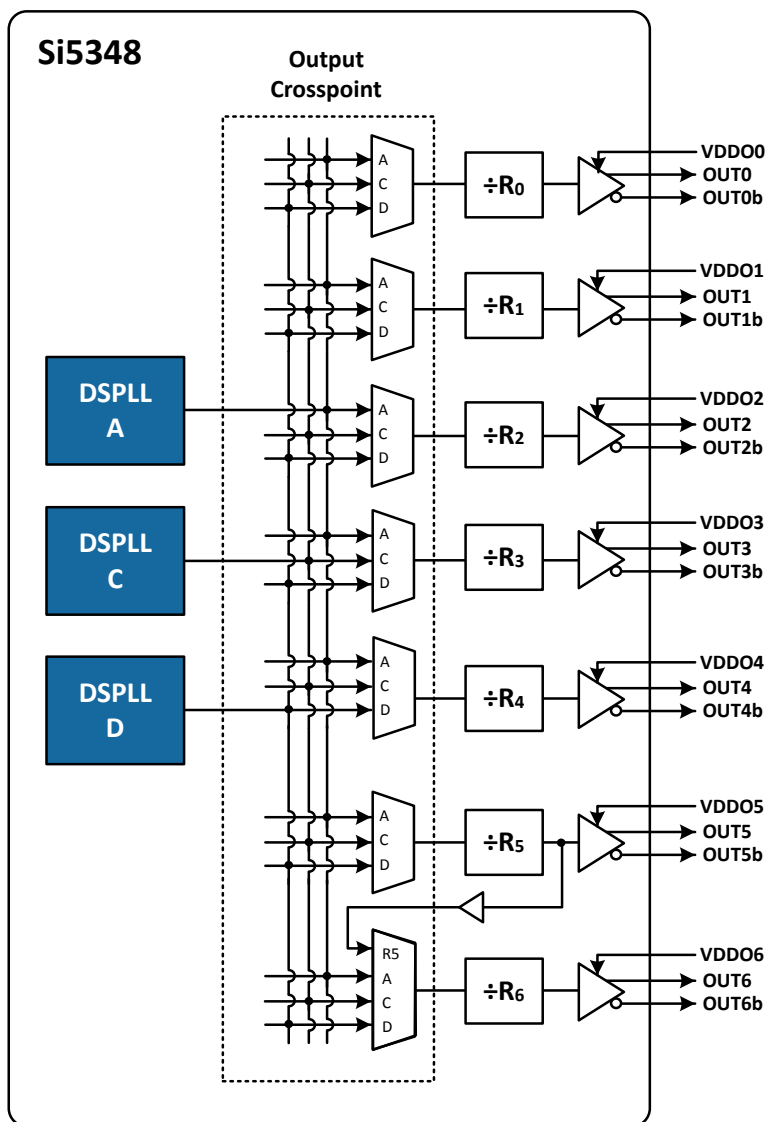 Si5348
Output
Crosspoint
A
C
D
÷R0
VDDO0
OUT0
OUT0b
A
C
D
÷R1
VDDO1
OUT1
OUT1b
DSPLL
A
A
C
D
÷R2
VDDO2
OUT2
OUT2b
DSPLL
C
A
C
D
÷R3
VDDO3
OUT3
OUT3b
DSPLL
D
A
C
D
÷R4
VDDO4
OUT4
OUT4b
A
C
D
÷R5
VDDO5
OUT5
OUT5b
R5
A
C
D
÷R6
VDDO6
OUT6
OUT6b